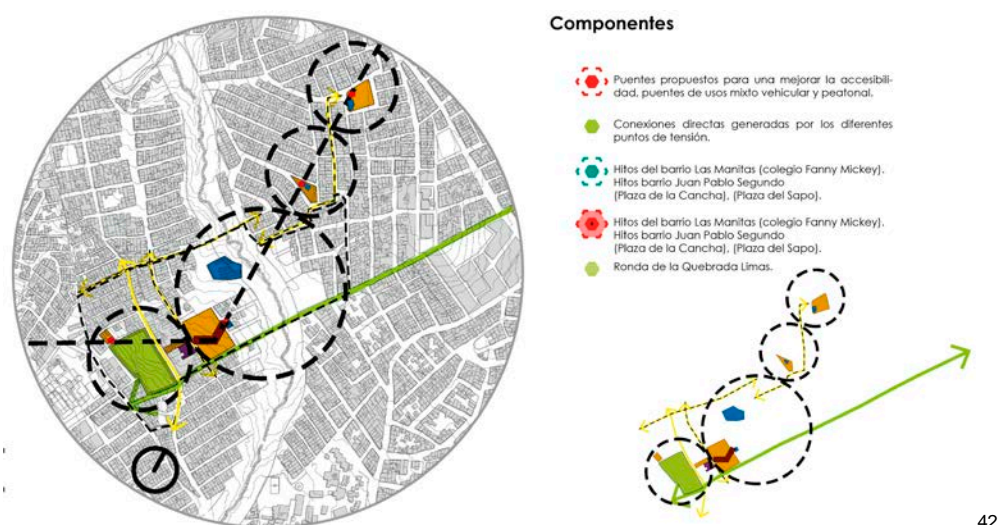 Componentes
Puentes propuestos para una mejorar la accesibili-
dad, puentes de usos mixto vehicular y peatonal.
Conexiones directas generadas por los diferentes
puntos de tensión.
Hitos del barrio Las Manitas (colegio Fanny Mickey).
Hitos barrio Juan Pablo Segundo
(Plaza de la Cancha), (Plaza del Sapo).
Hitos del barrio Las Manitas (colegio Fanny Mickey).
Hitos barrio Juan Pablo Segundo
(Plaza de la Cancha), (Plaza del Sapo).
Ronda de la Quebrada Limas.
42